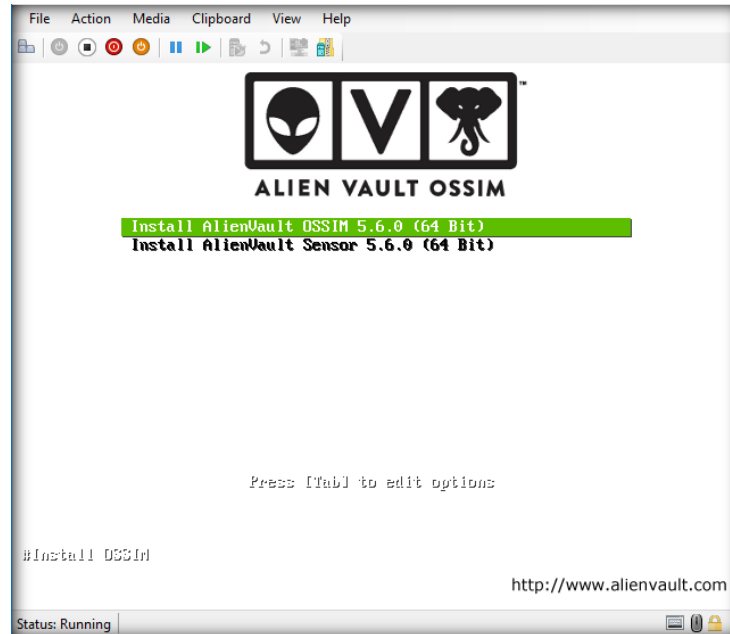 File Action Media Clipboard View Help
V™
ALIEN VAULT OSSIM
Install AlienVault OSSIM 5.6.0 (64 Bit)
Install AlienVault Sensor 5.6.0 (64 Bit)
Press [Tab] to edit options
#Install OSSIM
http://www.alienvault.com
Status: Running